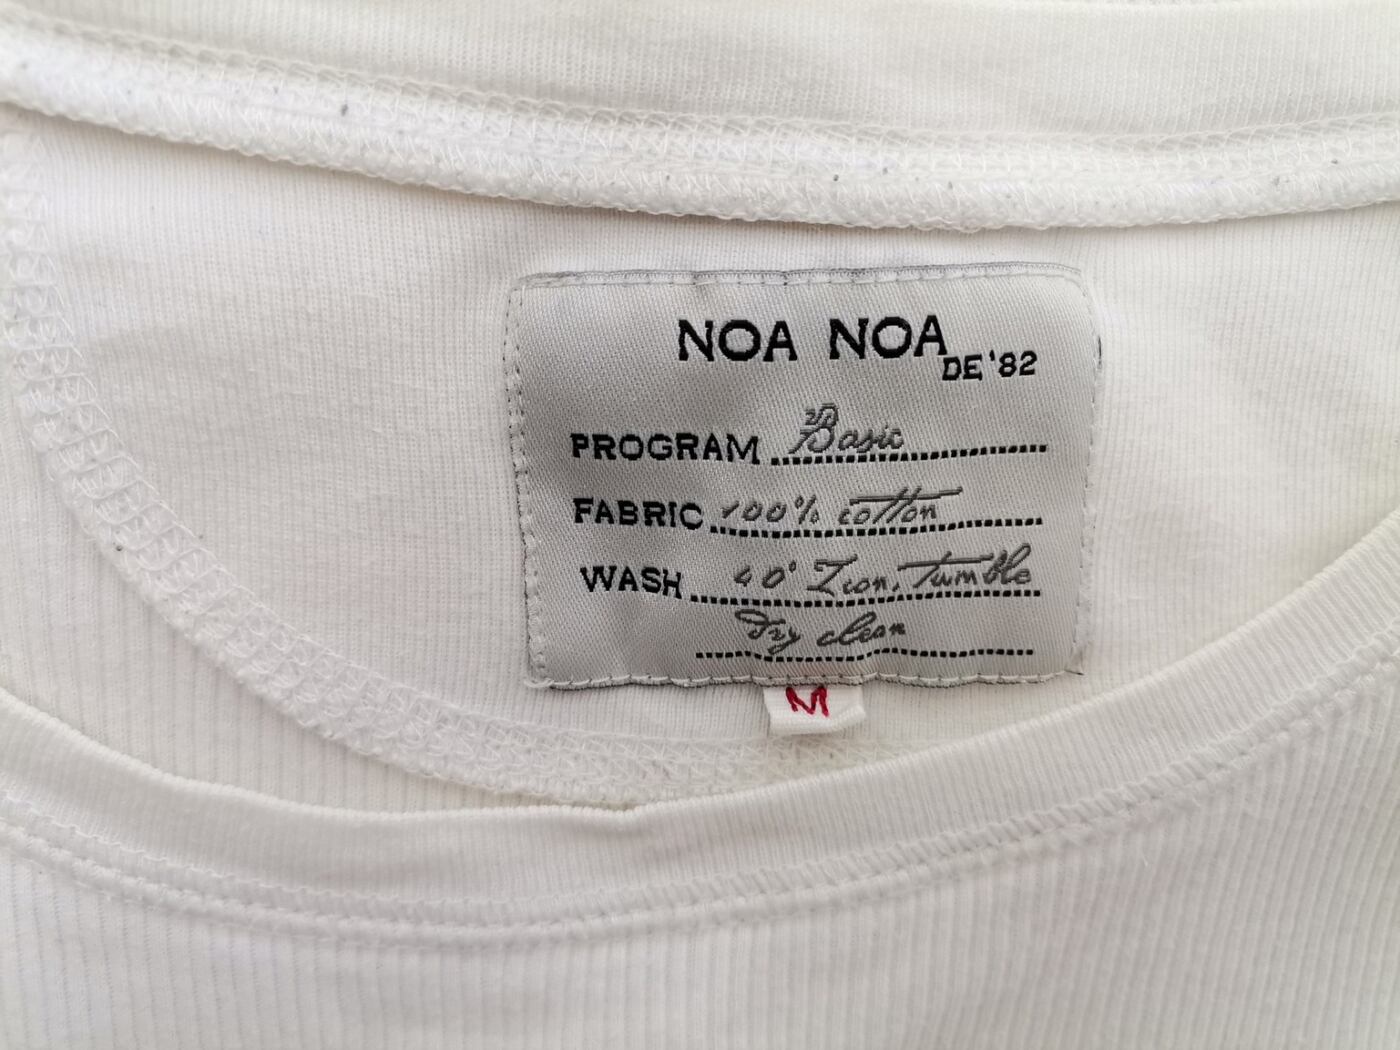 NOA NOA DE '82
PROGRAM Basic
FABRIC 100% cotton
WASH 40° Iron, Tumble
Dry clean
M